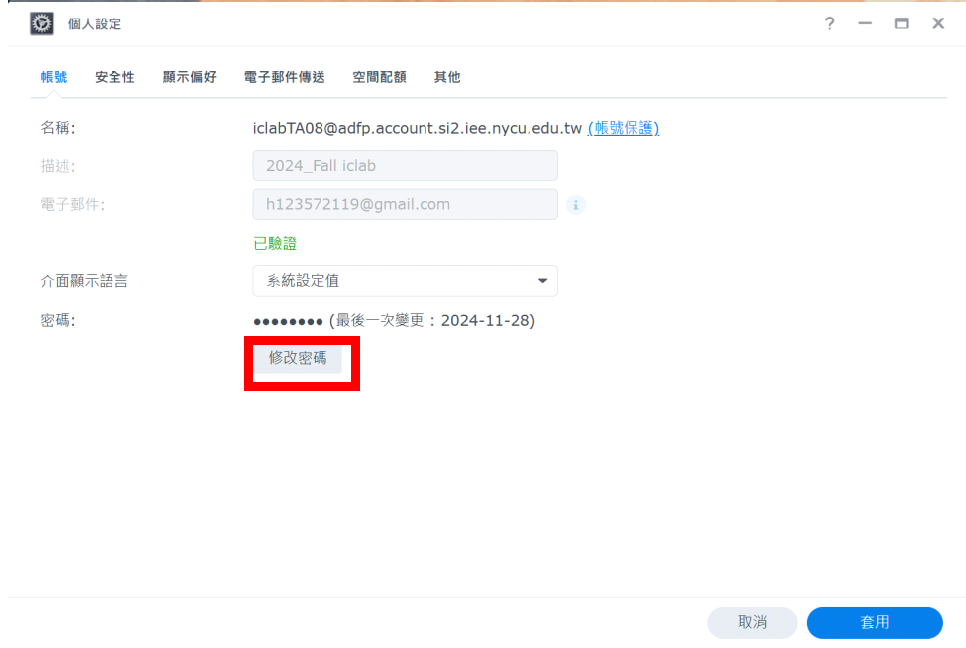 個人設定
帳號 安全性 顯示偏好 電子郵件傳送 空間配額 其他
名稱: iclabTA08@adfp.account.si2.iee.nycu.edu.tw (帳號保護)
描述: 2024_Fall iclab
電子郵件: h123572119@gmail.com
已驗證
介面顯示語言 系統設定值
密碼: ●●●●●●●● (最後一次變更：2024-11-28)
修改密碼
取消 套用